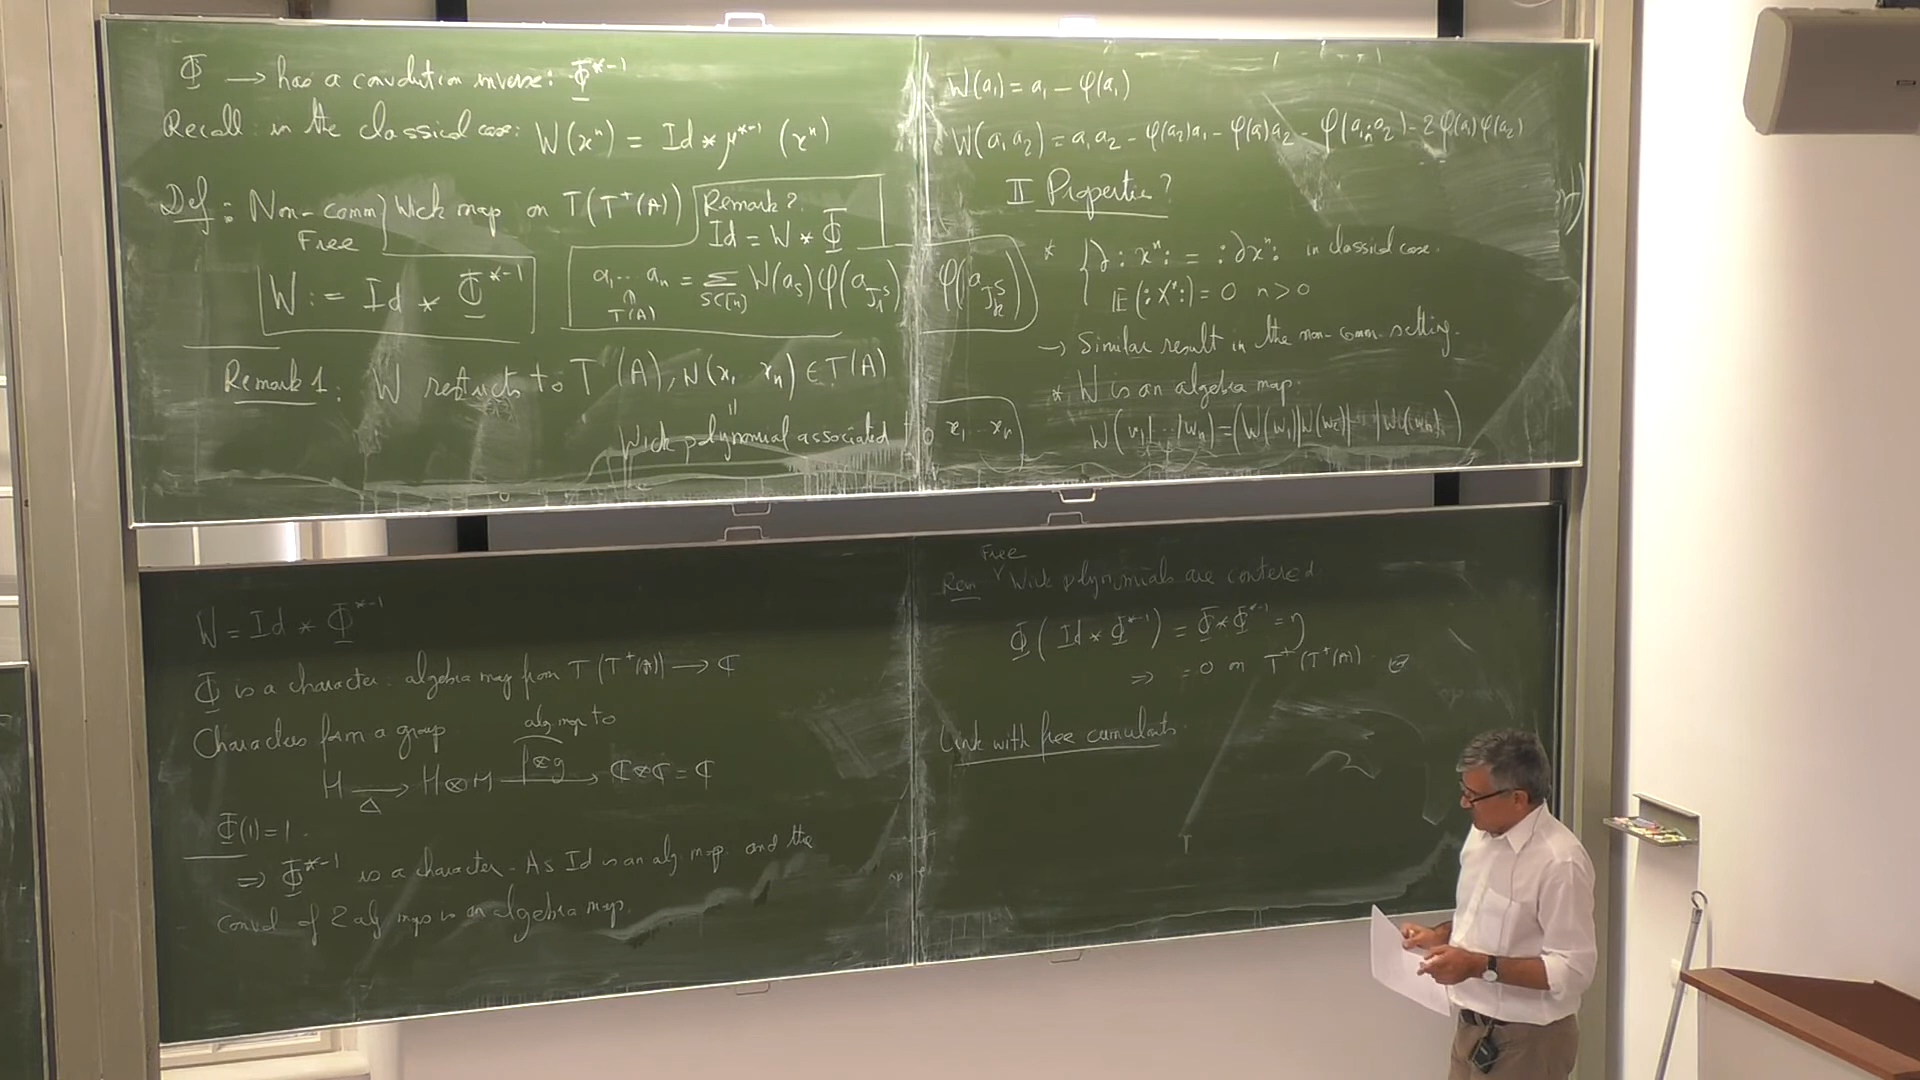 Φ → has a convolution inverse: Φ^{*-1}
Recall: in the classical case: W(x^n) = Id * μ^{*-1} (x^n)
Def: Non-comm Wick map on T(T^+(A))
Free
Remark 2.
Id = W * Φ
W := Id * Φ^{*-1}
a_1 ... a_n = Σ_{S⊂[n]} W(a_S) φ(a_{J_1^S}) φ(a_{J_k^S})
⇑
T(A)
Remark 1: W restricts to T(A), W(x_1 x_n) ∈ T(A)
||
Wick polynomial associated to x_1 ... x_n
W(a_1) = a_1 - φ(a_1)
W(a_1 a_2) = a_1 a_2 - φ(a_2)a_1 - φ(a_1)a_2 - φ(a_1 · a_2) - 2φ(a_1)φ(a_2)
II Properties?
* { ∂ : x^n : = : ∂x^n : in classical case.
𝔼(: X^n :) = 0 n > 0
→ Similar result in the non-comm. setting.
* W is an algebra map.
W(w_1| ... |w_n) = (W(w_1)|W(w_2)| - |W(w_n))
W = Id * Φ^{*-1}
Φ is a character. algebra map from T(T^+(A)) → ℂ
Characters form a group
alg map to
H →_Δ H⊗H →^{f⊗g} ℂ⊗ℂ = ℂ
Φ(1) = 1.
⇒ Φ^{*-1} is a character. As Id is an alg map. and the
convol of 2 alg maps is an algebra map.
Free
Rem Wick polynomials are centered.
Φ(Id * Φ^{*-1}) = Φ * Φ^{*-1} = η
⇒ = 0 on T^+(T^+(A))
Link with free cumulants.